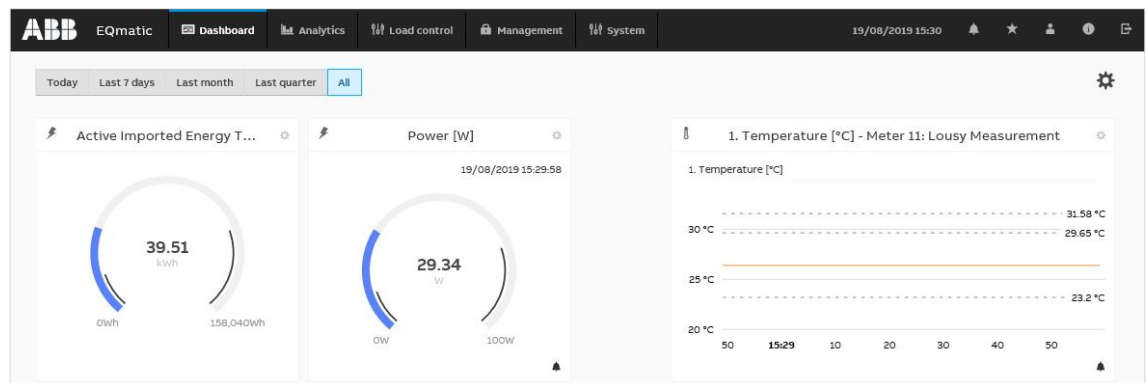 ABB EQmatic Dashboard Analytics Load control Management System 19/08/2019 15:30
Today Last 7 days Last month Last quarter All
Active Imported Energy T...
39.51
kWh
0Wh 158,040Wh
Power [W]
19/08/2019 15:29:58
29.34
W
0W 100W
1. Temperature [°C] - Meter 11: Lousy Measurement
1. Temperature [°C]
31.58 °C
30 °C
29.65 °C
25 °C
23.2 °C
20 °C
50 15:29 10 20 30 40 50